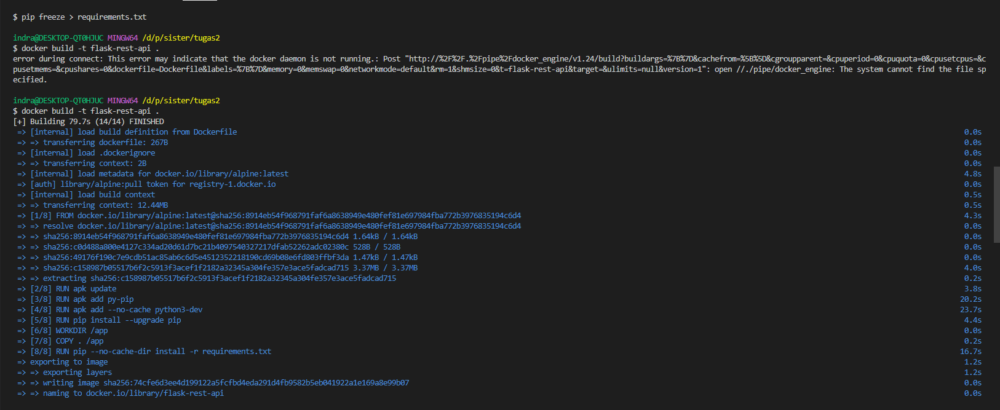 $ pip freeze > requirements.txt
indra@DESKTOP-QT0HJUC MINGW64 /d/p/sister/tugas2
$ docker build -t flask-rest-api .
error during connect: This error may indicate that the docker daemon is not running.: Post "http://%2F%2F.%2Fpipe%2Fdocker_engine/v1.24/build?buildargs=%7B%7D&cachefrom=%5B%5D&cgroupparent=&cpuperiod=0&cpuquota=0&cpusetcpus=&c
pusetmems=&cpushares=0&dockerfile=Dockerfile&labels=%7B%7D&memory=0&memswap=0&networkmode=default&rm=1&shmsize=0&t=flask-rest-api&target=&ulimits=null&version=1": open //./pipe/docker_engine: The system cannot find the file sp
ecified.
indra@DESKTOP-QT0HJUC MINGW64 /d/p/sister/tugas2
$ docker build -t flask-rest-api .
[+] Building 79.7s (14/14) FINISHED
=> [internal] load build definition from Dockerfile 0.0s
=> => transferring dockerfile: 267B 0.0s
=> [internal] load .dockerignore 0.0s
=> => transferring context: 2B 0.0s
=> [internal] load metadata for docker.io/library/alpine:latest 4.8s
=> [auth] library/alpine:pull token for registry-1.docker.io 0.0s
=> [internal] load build context 0.5s
=> => transferring context: 12.44MB 0.5s
=> [1/8] FROM docker.io/library/alpine:latest@sha256:8914eb54f968791faf6a8638949e480fef81e697984fba772b3976835194c6d4 4.3s
=> => resolve docker.io/library/alpine:latest@sha256:8914eb54f968791faf6a8638949e480fef81e697984fba772b3976835194c6d4 0.0s
=> => sha256:8914eb54f968791faf6a8638949e480fef81e697984fba772b3976835194c6d4 1.64kB / 1.64kB 0.0s
=> => sha256:c0d488a800e4127c334ad20d61d7bc21b4097540327217dfab52262adc02380c 528B / 528B 0.0s
=> => sha256:49176f190c7e9cdb51ac85ab6c6d5e4512352218190cd69b08e6fd803ffbf3da 1.47kB / 1.47kB 0.0s
=> => sha256:c158987b05517b6f2c5913f3acef1f2182a32345a304fe357e3ace5fadcad715 3.37MB / 3.37MB 4.0s
=> => extracting sha256:c158987b05517b6f2c5913f3acef1f2182a32345a304fe357e3ace5fadcad715 0.2s
=> [2/8] RUN apk update 3.8s
=> [3/8] RUN apk add py-pip 20.2s
=> [4/8] RUN apk add --no-cache python3-dev 23.7s
=> [5/8] RUN pip install --upgrade pip 4.4s
=> [6/8] WORKDIR /app 0.0s
=> [7/8] COPY . /app 0.2s
=> [8/8] RUN pip --no-cache-dir install -r requirements.txt 16.7s
=> exporting to image 1.2s
=> => exporting layers 1.2s
=> => writing image sha256:74cfe6d3ee4d199122a5fcfbd4eda291d4fb9582b5eb041922a1e169a8e99b07 0.0s
=> => naming to docker.io/library/flask-rest-api 0.0s